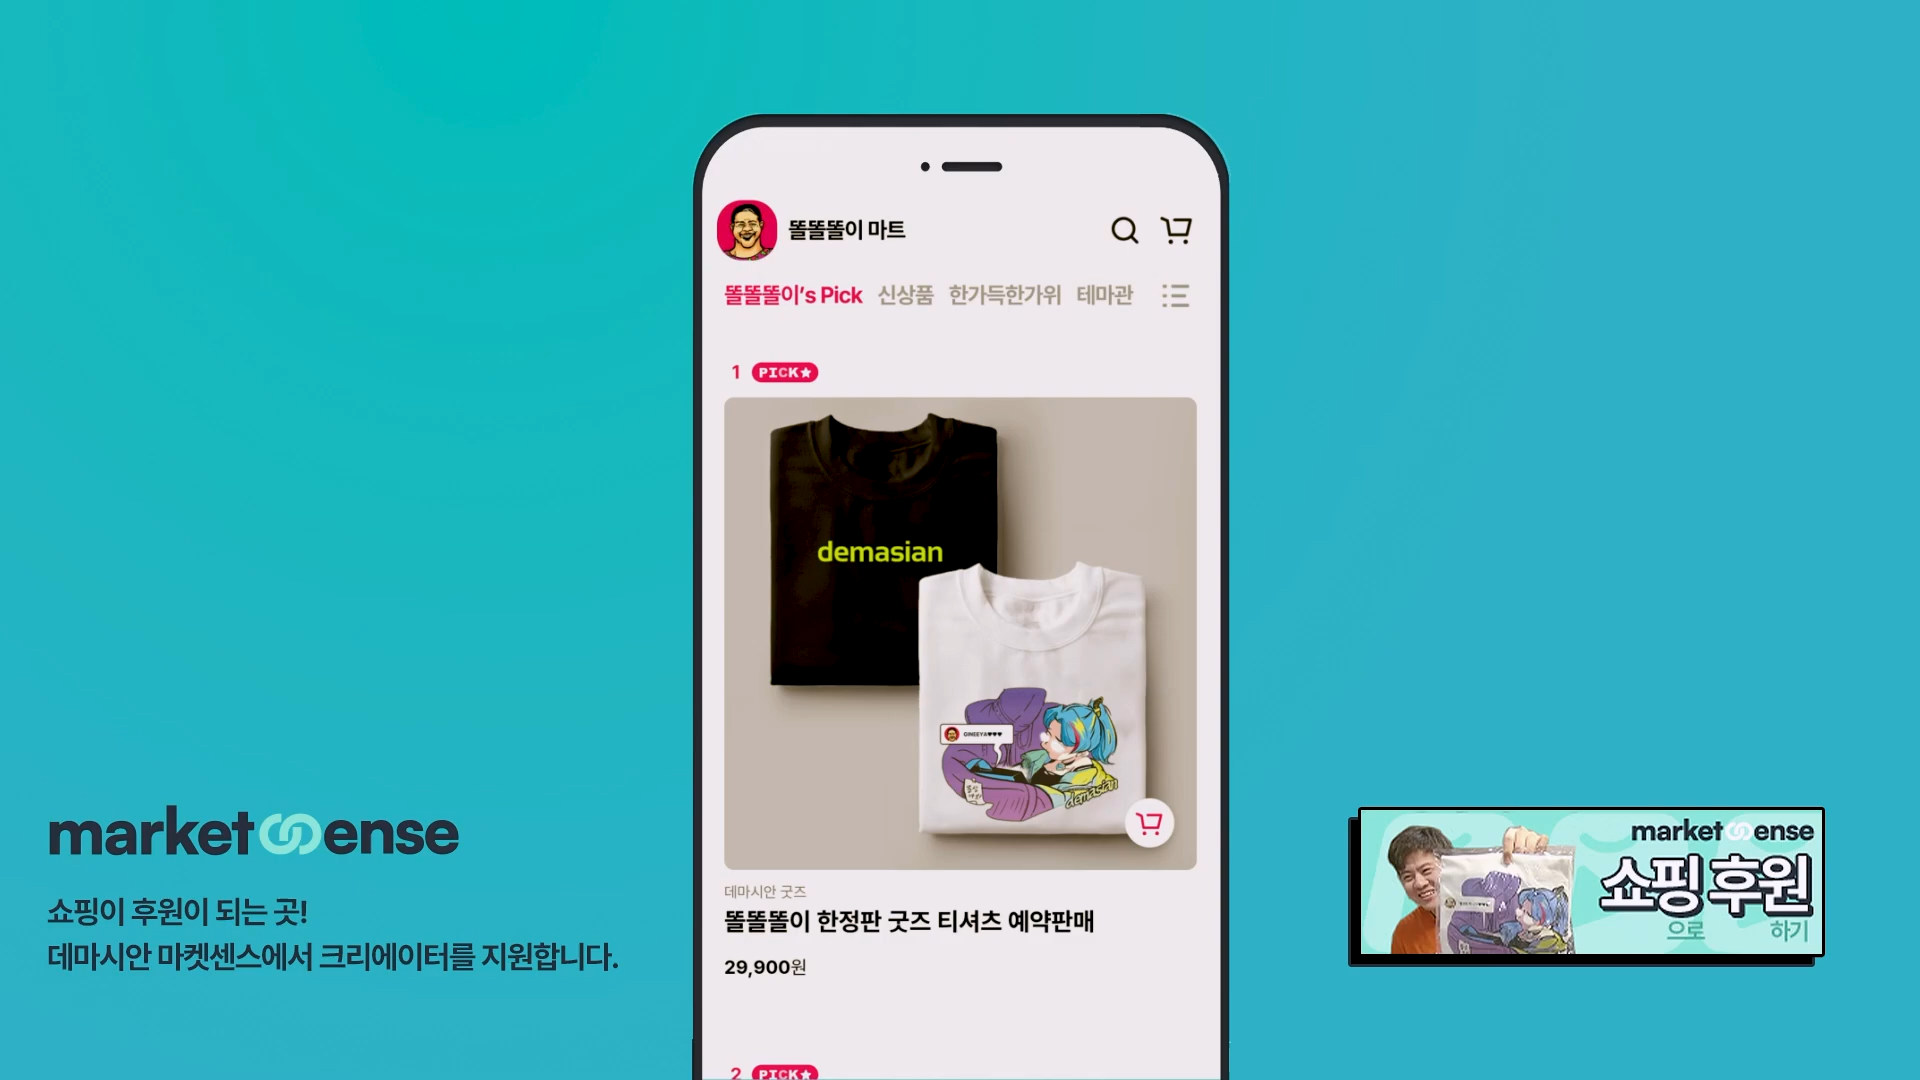 똘똘똘이 마트
똘똘똘이's Pick 신상품 한가득한가위 테마관
1 PICK★
demasian
GINEEYA♥♥♥
demasian
데마시안 굿즈
똘똘똘이 한정판 굿즈 티셔츠 예약판매
29,900원
2 PICK★
market ense
쇼핑이 후원이 되는 곳!
데마시안 마켓센스에서 크리에이터를 지원합니다.
market ense
쇼핑 후원
으로 하기